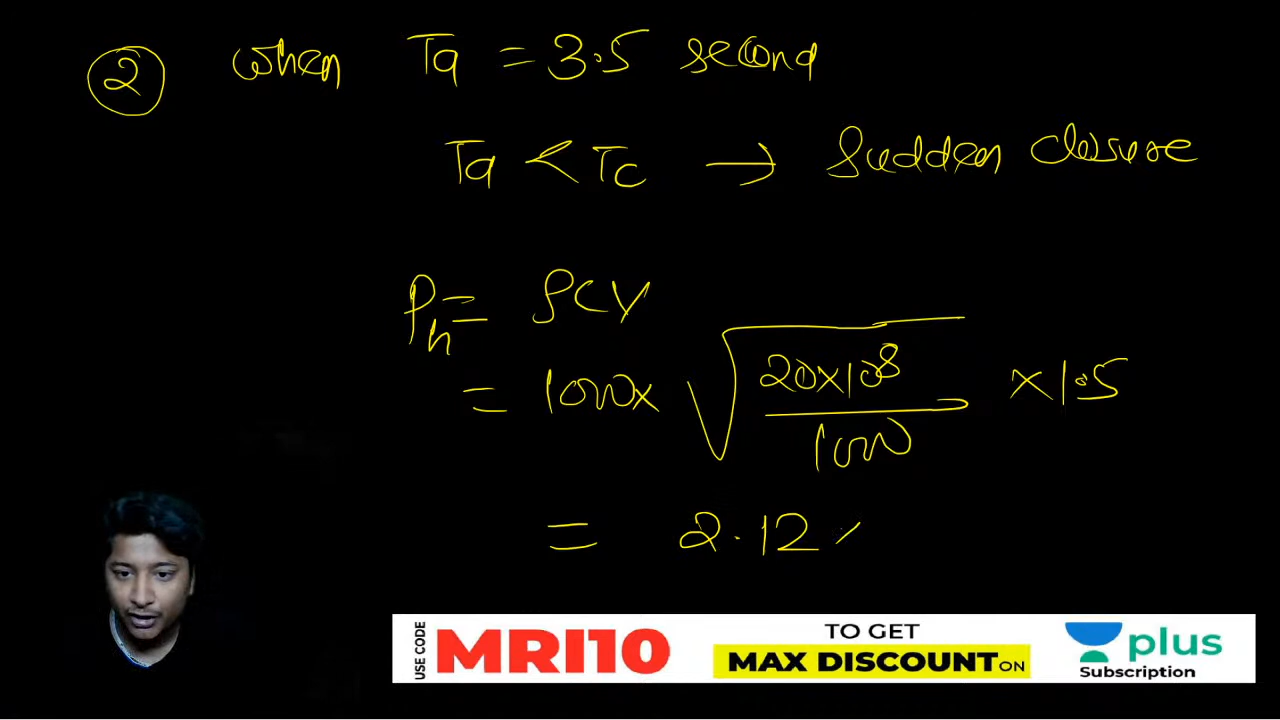 2 when Ta = 3.5 second
Ta < Tc → Sudden closure
Ph = ρCV
= 1000 × √(20×10⁸/1000) × 1.5
= 2.12
USE CODE
MRI10
TO GET
MAX DISCOUNT ON
plus
Subscription